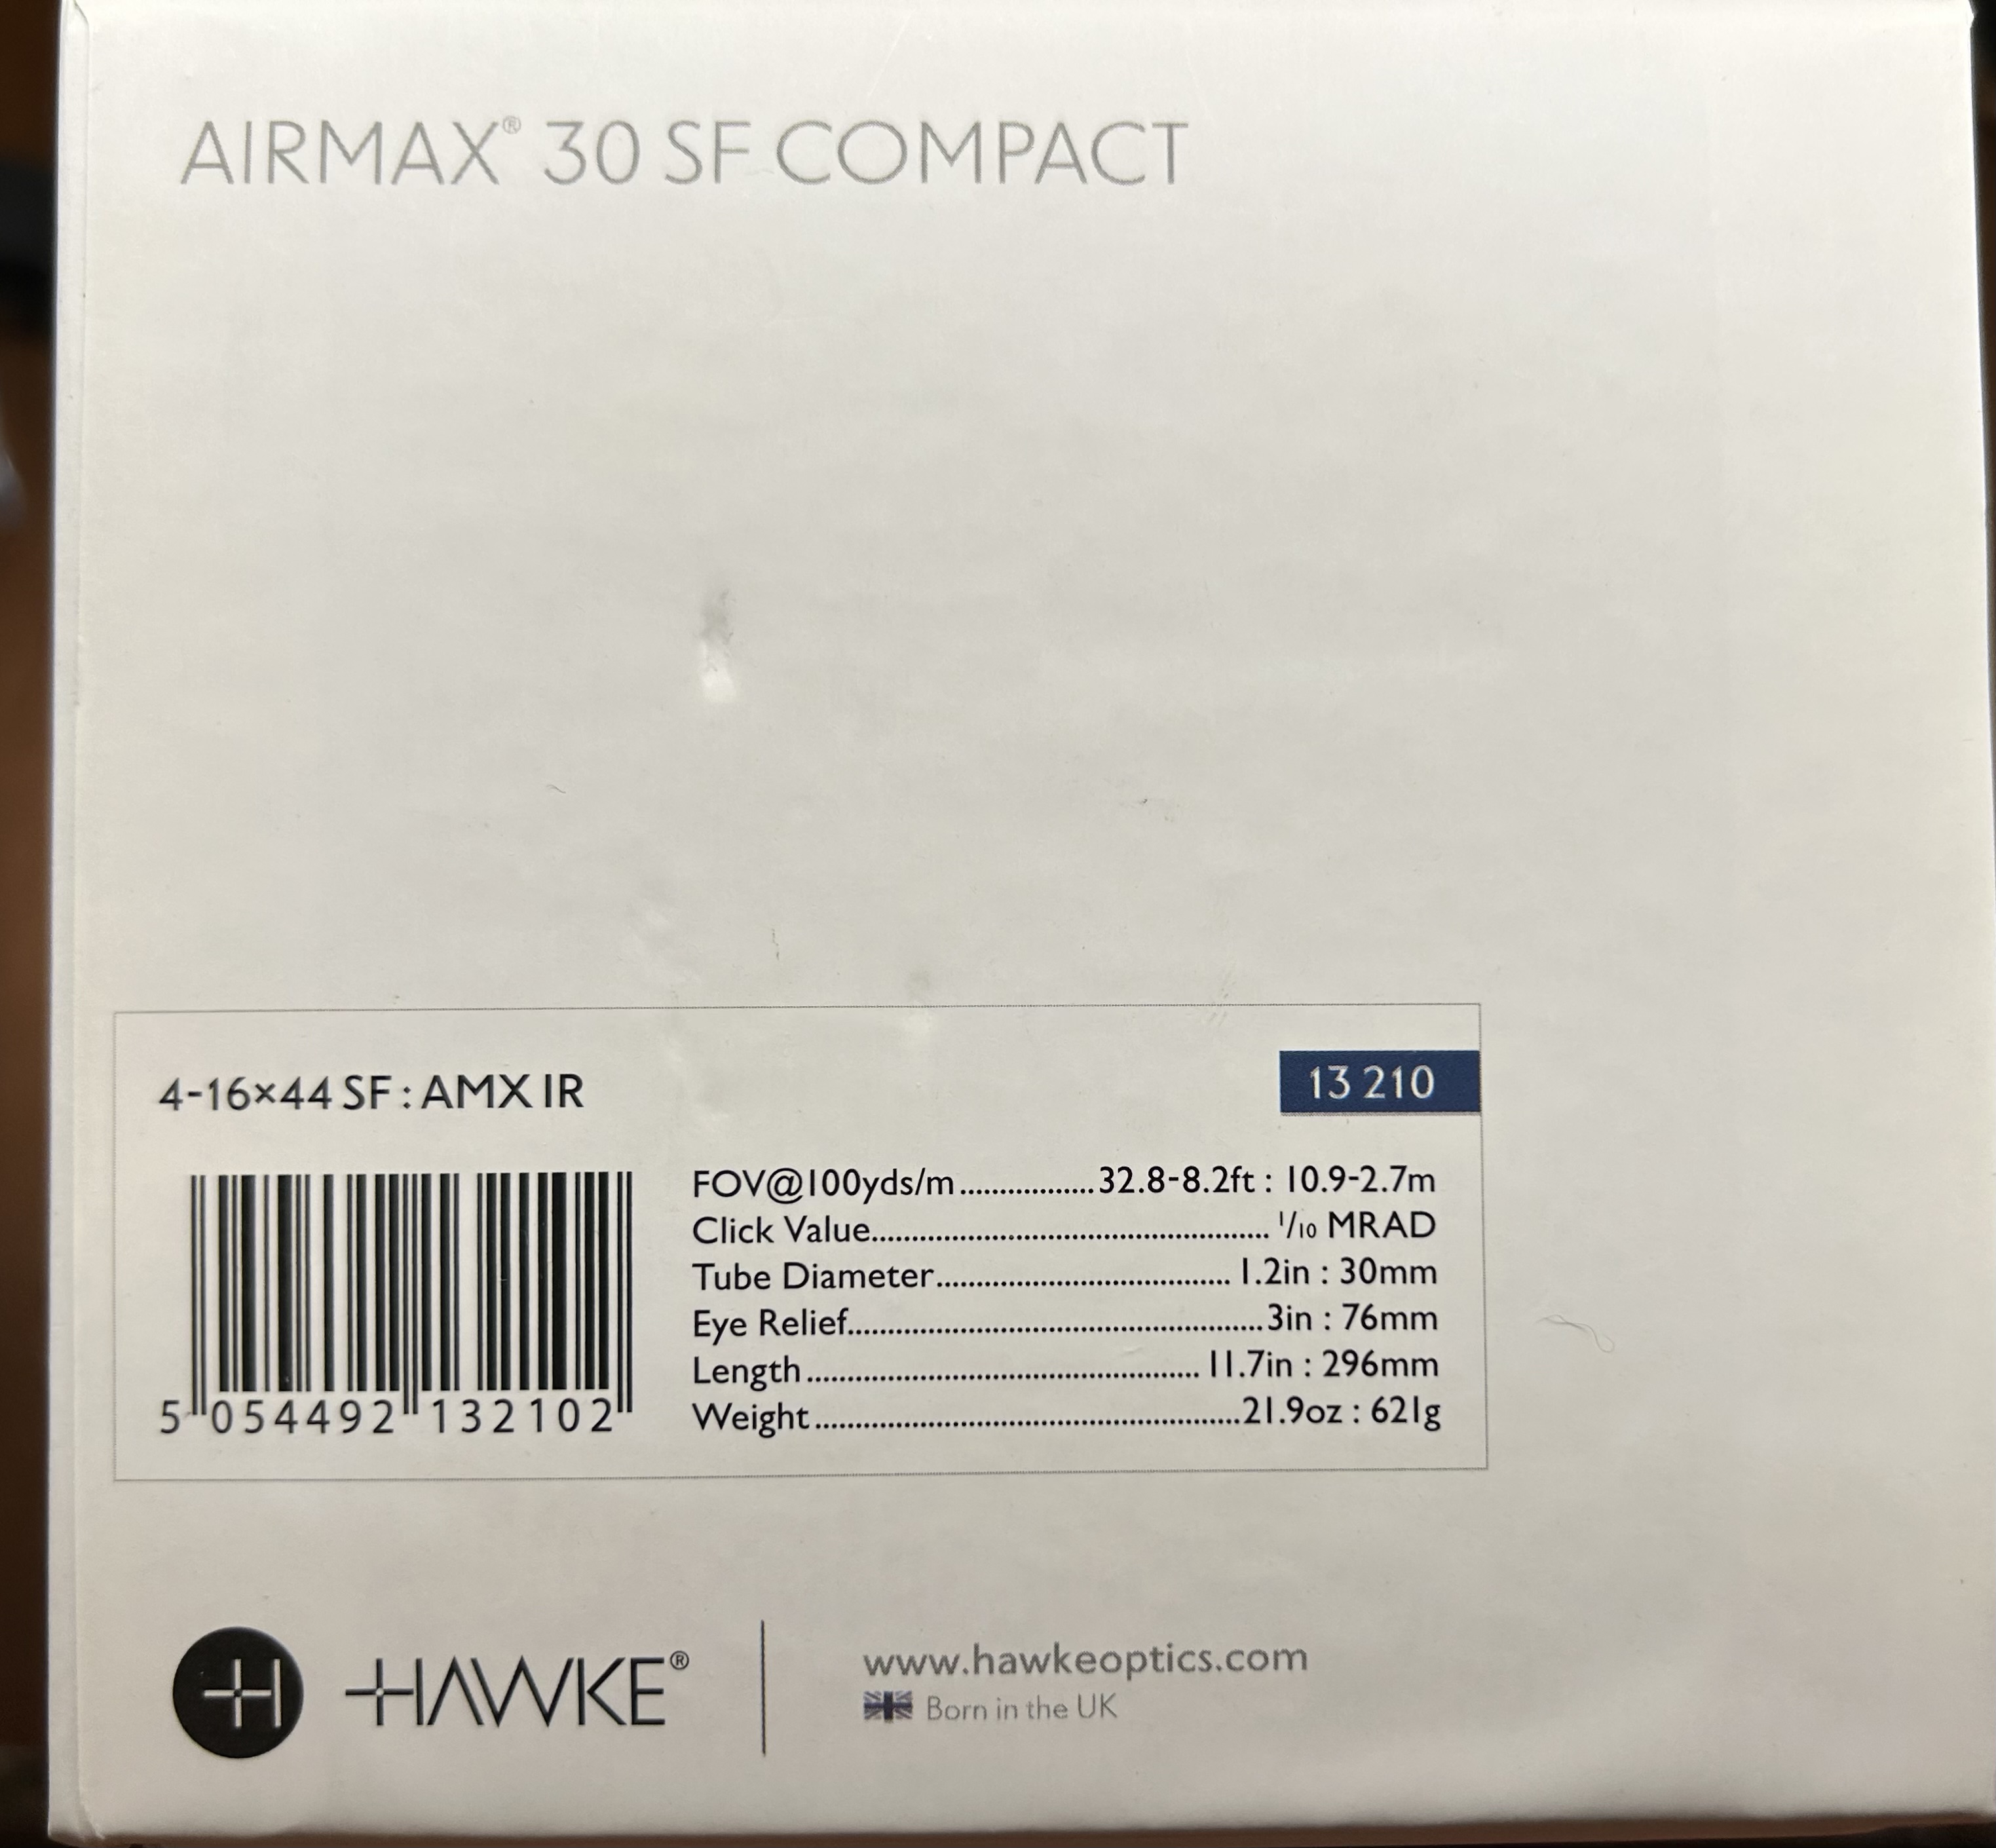 AIRMAX® 30 SF COMPACT
4-16×44 SF : AMX IR
13 210
FOV@100yds/m.................32.8-8.2ft : 10.9-2.7m
Click Value.................................................. 1/10 MRAD
Tube Diameter..................................... 1.2in : 30mm
Eye Relief....................................................3in : 76mm
Length................................................. 11.7in : 296mm
Weight.....................................................21.9oz : 621g
5 054492 132102
HAWKE®
www.hawkeoptics.com
Born in the UK